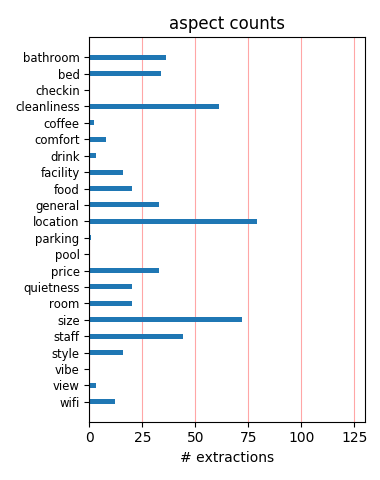 aspect counts
bathroom
bed
checkin
cleanliness
coffee
comfort
drink
facility
food
general
location
parking
pool
price
quietness
room
size
staff
style
vibe
view
wifi
0 25 50 75 100 125
# extractions